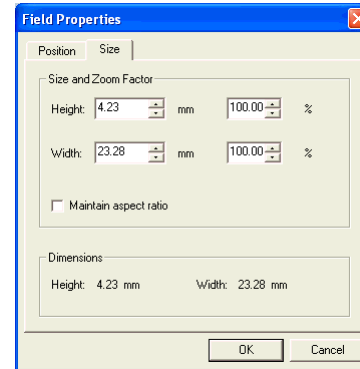 Field Properties
Position Size
Size and Zoom Factor
Height: 4.23 mm 100.00 %
Width: 23.28 mm 100.00 %
Maintain aspect ratio
Dimensions
Height: 4.23 mm Width: 23.28 mm
OK Cancel